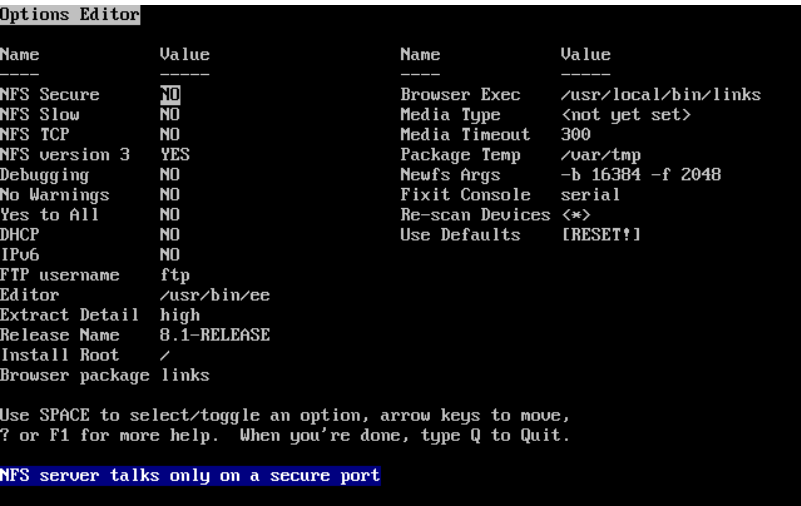 Options Editor
Name Value Name Value
---- ----- ---- -----
NFS Secure NO Browser Exec /usr/local/bin/links
NFS Slow NO Media Type <not yet set>
NFS TCP NO Media Timeout 300
NFS version 3 YES Package Temp /var/tmp
Debugging NO Newfs Args -b 16384 -f 2048
No Warnings NO Fixit Console serial
Yes to All NO Re-scan Devices <*>
DHCP NO Use Defaults [RESET!]
IPv6 NO
FTP username ftp
Editor /usr/bin/ee
Extract Detail high
Release Name 8.1-RELEASE
Install Root /
Browser package links
Use SPACE to select/toggle an option, arrow keys to move,
? or F1 for more help. When you're done, type Q to Quit.
NFS server talks only on a secure port